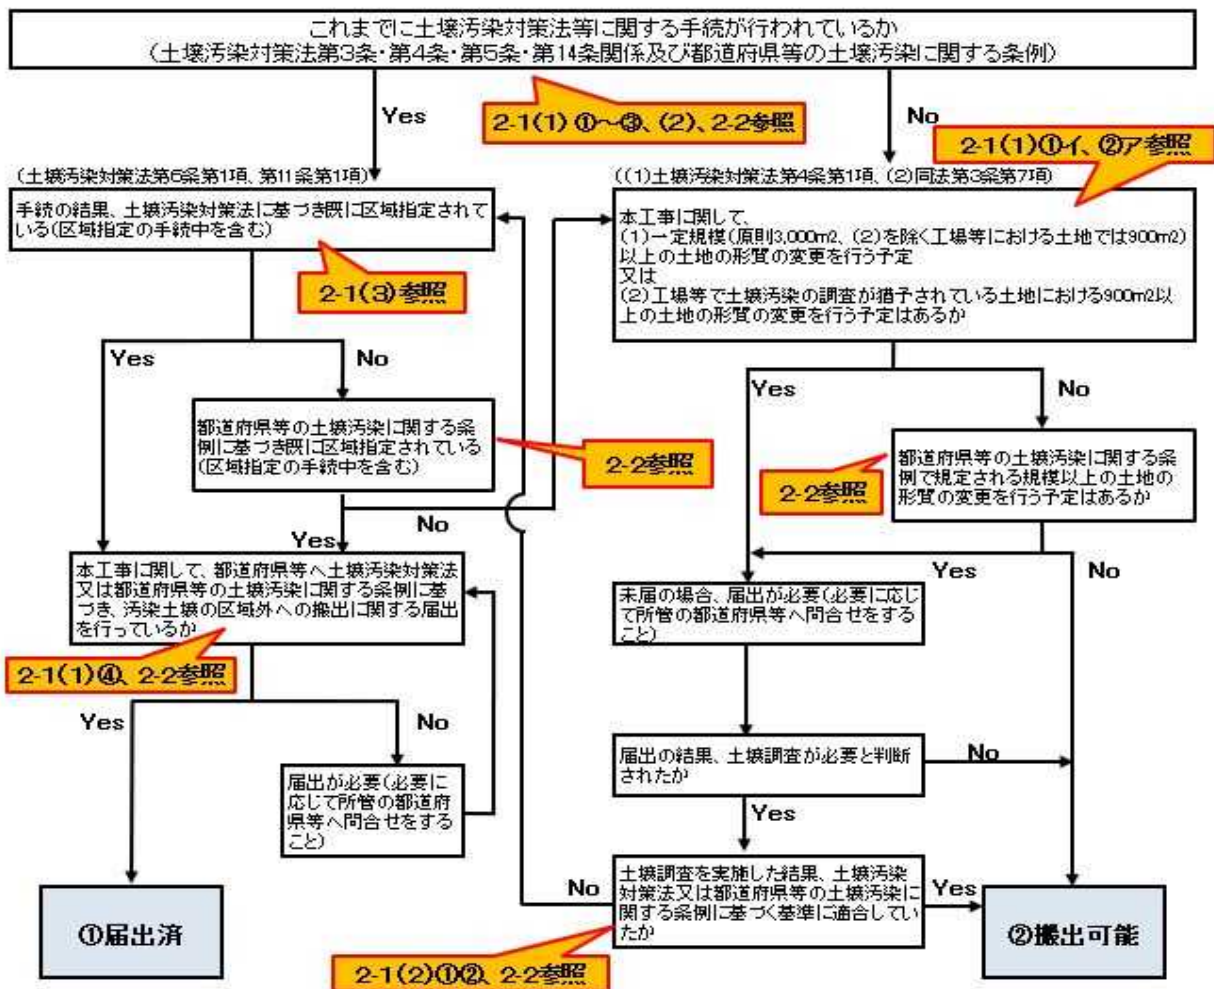 これまでに土壌汚染対策法等に関する手続が行われているか
(土壌汚染対策法第3条・第4条・第5条・第14条関係及び都道府県等の土壌汚染に関する条例)
Yes
2-1(1)①～③、(2)、2-2参照
No
2-1(1)①イ、②ア参照
(土壌汚染対策法第6条第1項、第11条第1項)
手続の結果、土壌汚染対策法に基づき既に区域指定されて
いる(区域指定の手続中を含む)
2-1(3)参照
((1)土壌汚染対策法第4条第1項、(2)同法第3条第7項)
本工事に関して、
(1)一定規模(原則3,000m2、(2)を除く工場等における土地では900m2)
以上の土地の形質の変更を行う予定
又は
(2)工場等で土壌汚染の調査が猶予されている土地における900m2以
上の土地の形質の変更を行う予定はあるか
Yes
No
都道府県等の土壌汚染に関する条
例に基づき既に区域指定されている
(区域指定の手続中を含む)
2-2参照
No
Yes
Yes
No
2-2参照
都道府県等の土壌汚染に関する条
例で規定される規模以上の土地の
形質の変更を行う予定はあるか
Yes
No
本工事に関して、都道府県等へ土壌汚染対策法
又は都道府県等の土壌汚染に関する条例に基
づき、汚染土壌の区域外への搬出に関する届出
を行っているか
2-1(1)④、2-2参照
Yes
No
届出が必要(必要に
応じて所管の都道府
県等へ問合せをする
こと)
未届の場合、届出が必要(必要に応じ
て所管の都道府県等へ問合せをする
こと)
届出の結果、土壌調査が必要と判断
されたか
No
Yes
土壌調査を実施した結果、土壌汚染
対策法又は都道府県等の土壌汚染に
関する条例に基づく基準に適合してい
たか
No
Yes
2-1(2)①②、2-2参照
①届出済
②搬出可能